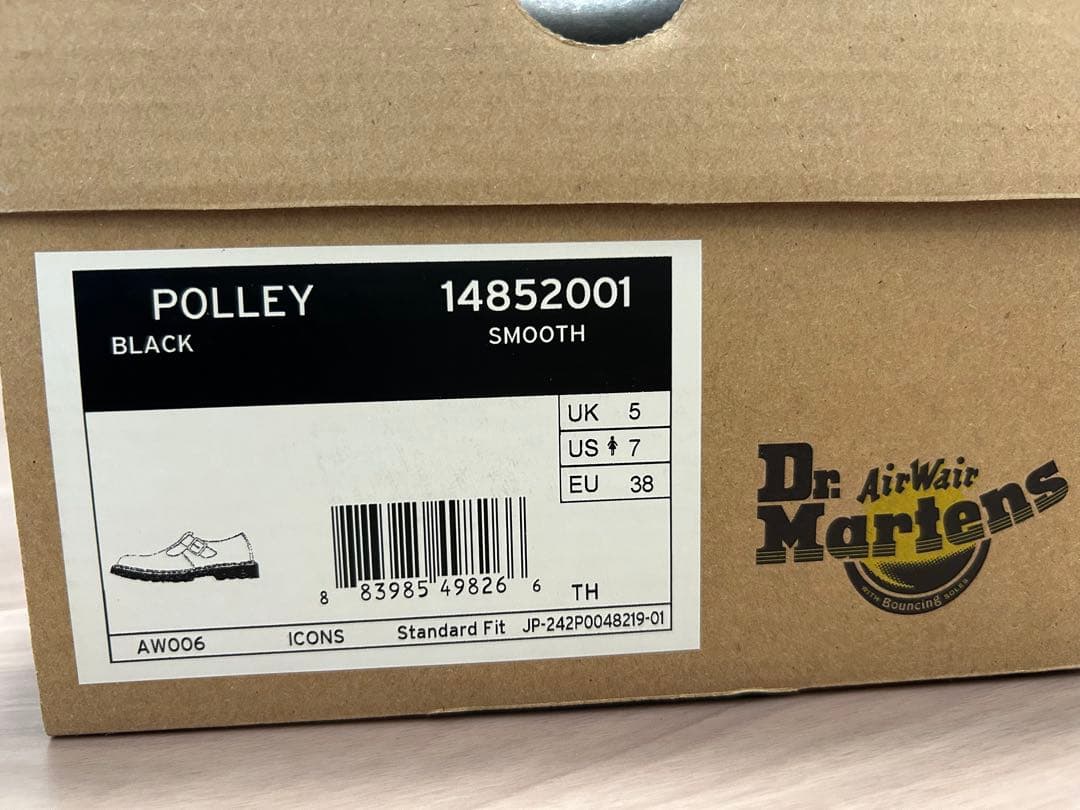 POLLEY 14852001
BLACK SMOOTH
UK 5
US 7
EU 38
8 83985 49826 6
TH
AW006 ICONS Standard Fit JP-242P0048219-01
Dr. AirWair
Martens
WITH Bouncing SOLES